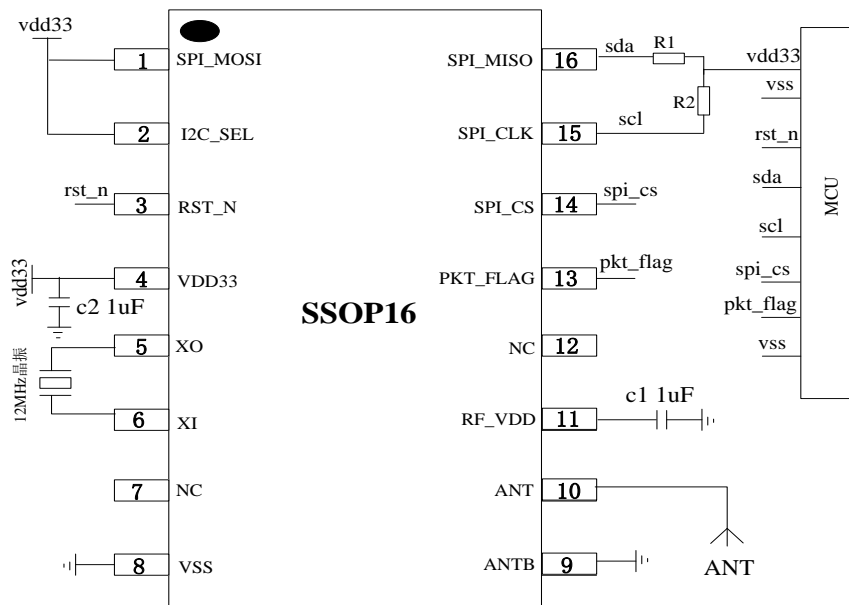 vdd33
1 SPI_MOSI
2 I2C_SEL
rst_n 3 RST_N
vdd33 4 VDD33
c2 1uF
5 XO
12MHz晶振
6 XI
7 NC
8 VSS
SSOP16
SPI_MISO 16 sda R1
R2
SPI_CLK 15 scl
SPI_CS 14 spi_cs
PKT_FLAG 13 pkt_flag
NC 12
RF_VDD 11 c1 1uF
ANT 10
ANTB 9
ANT
vdd33
vss
rst_n
sda
scl
spi_cs
pkt_flag
vss
MCU